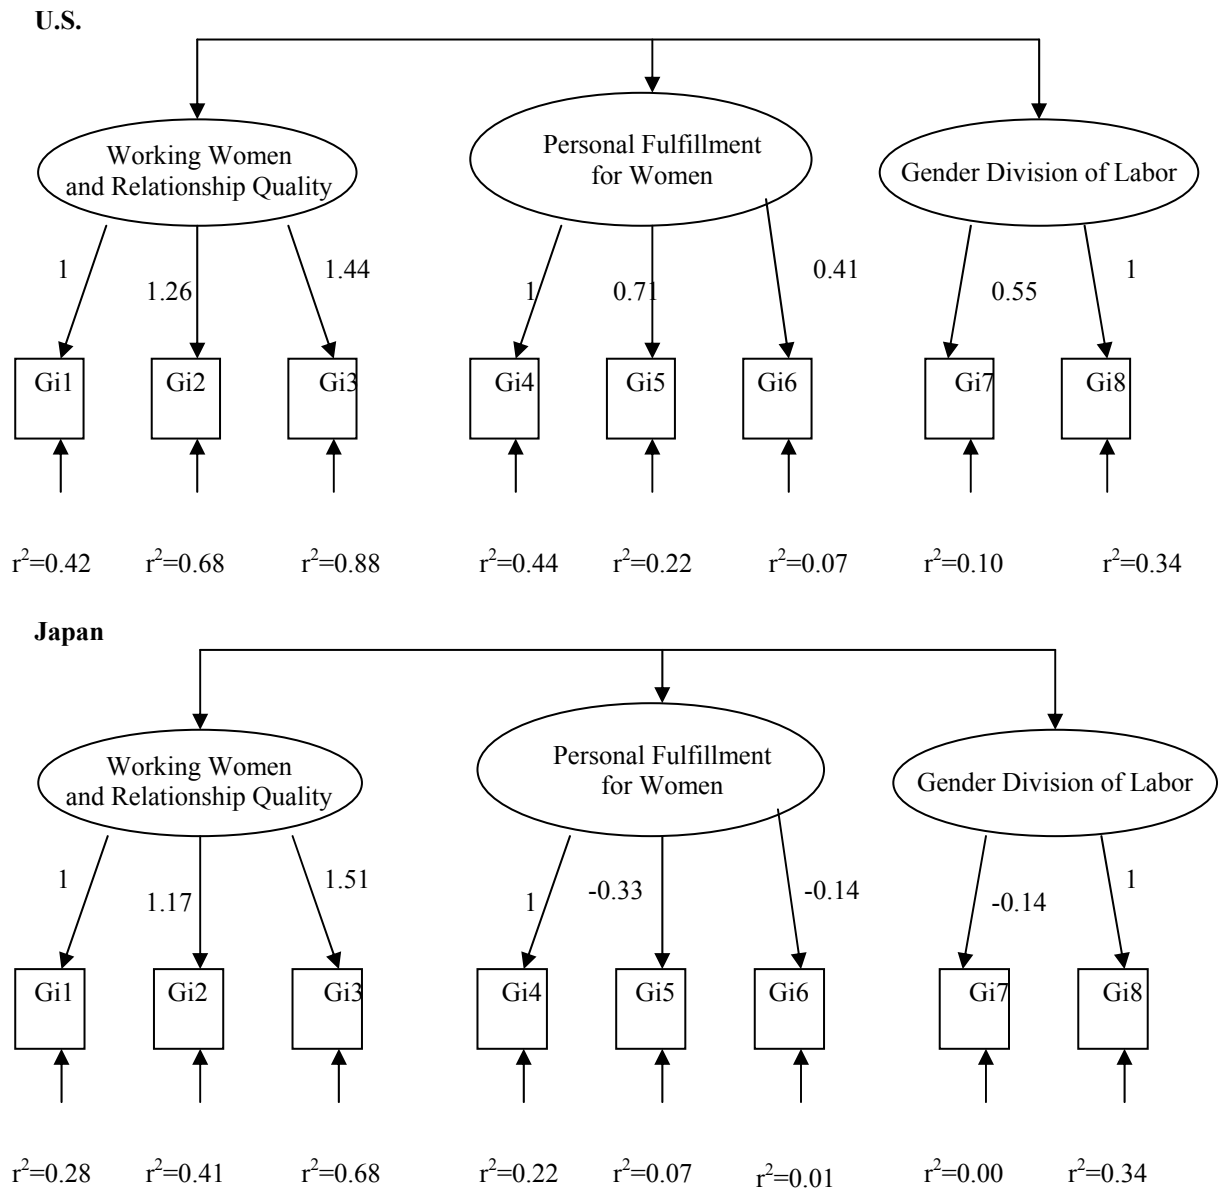 U.S.
Working Women
and Relationship Quality
Personal Fulfillment
for Women
Gender Division of Labor
1
1.26
1.44
1
0.71
0.41
0.55
1
Gi1
Gi2
Gi3
Gi4
Gi5
Gi6
Gi7
Gi8
r²=0.42
r²=0.68
r²=0.88
r²=0.44
r²=0.22
r²=0.07
r²=0.10
r²=0.34
Japan
Working Women
and Relationship Quality
Personal Fulfillment
for Women
Gender Division of Labor
1
1.17
1.51
1
-0.33
-0.14
-0.14
1
Gi1
Gi2
Gi3
Gi4
Gi5
Gi6
Gi7
Gi8
r²=0.28
r²=0.41
r²=0.68
r²=0.22
r²=0.07
r²=0.01
r²=0.00
r²=0.34